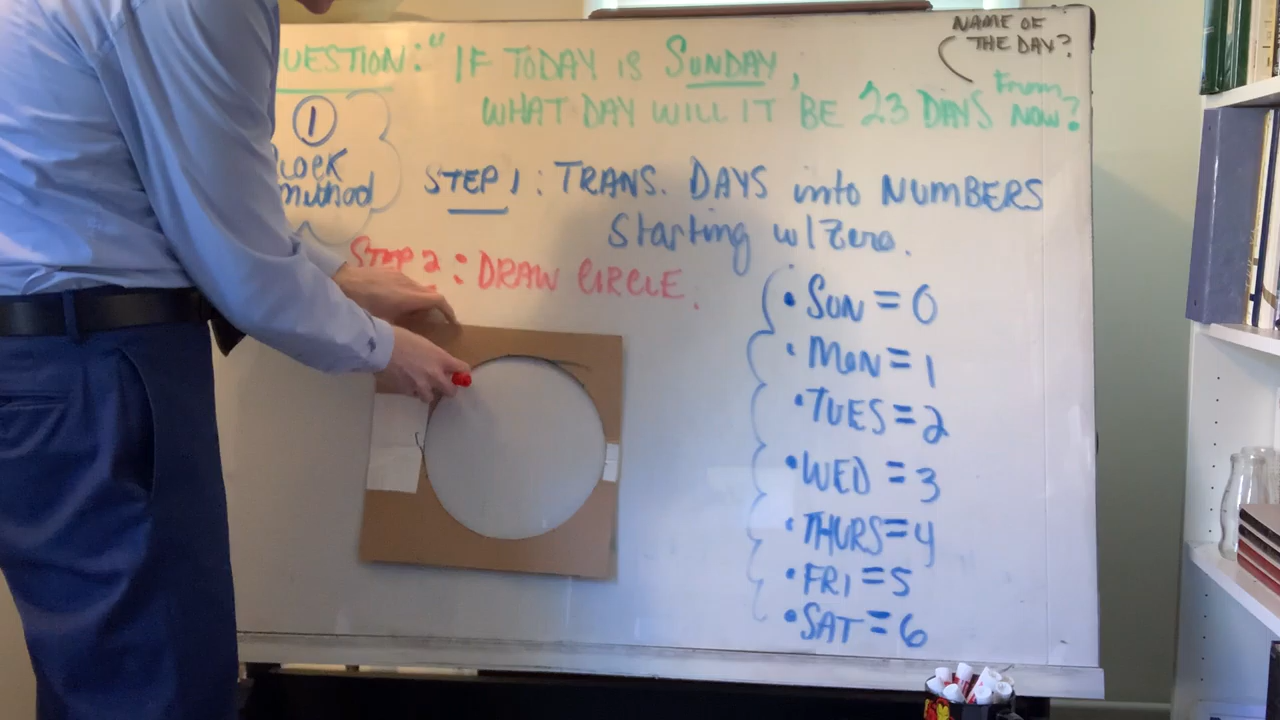 UESTION: "IF TODAY IS SUNDAY,
WHAT DAY WILL IT BE 23 DAYS From NOW?
NAME OF
THE DAY?
1
method
STEP 1: TRANS. DAYS into NUMBERS
Starting w/Zero.
STEP 2: DRAW CIRCLE.
• SUN = 0
• MON = 1
• TUES = 2
• WED = 3
• THURS = 4
• FRI = 5
• SAT = 6